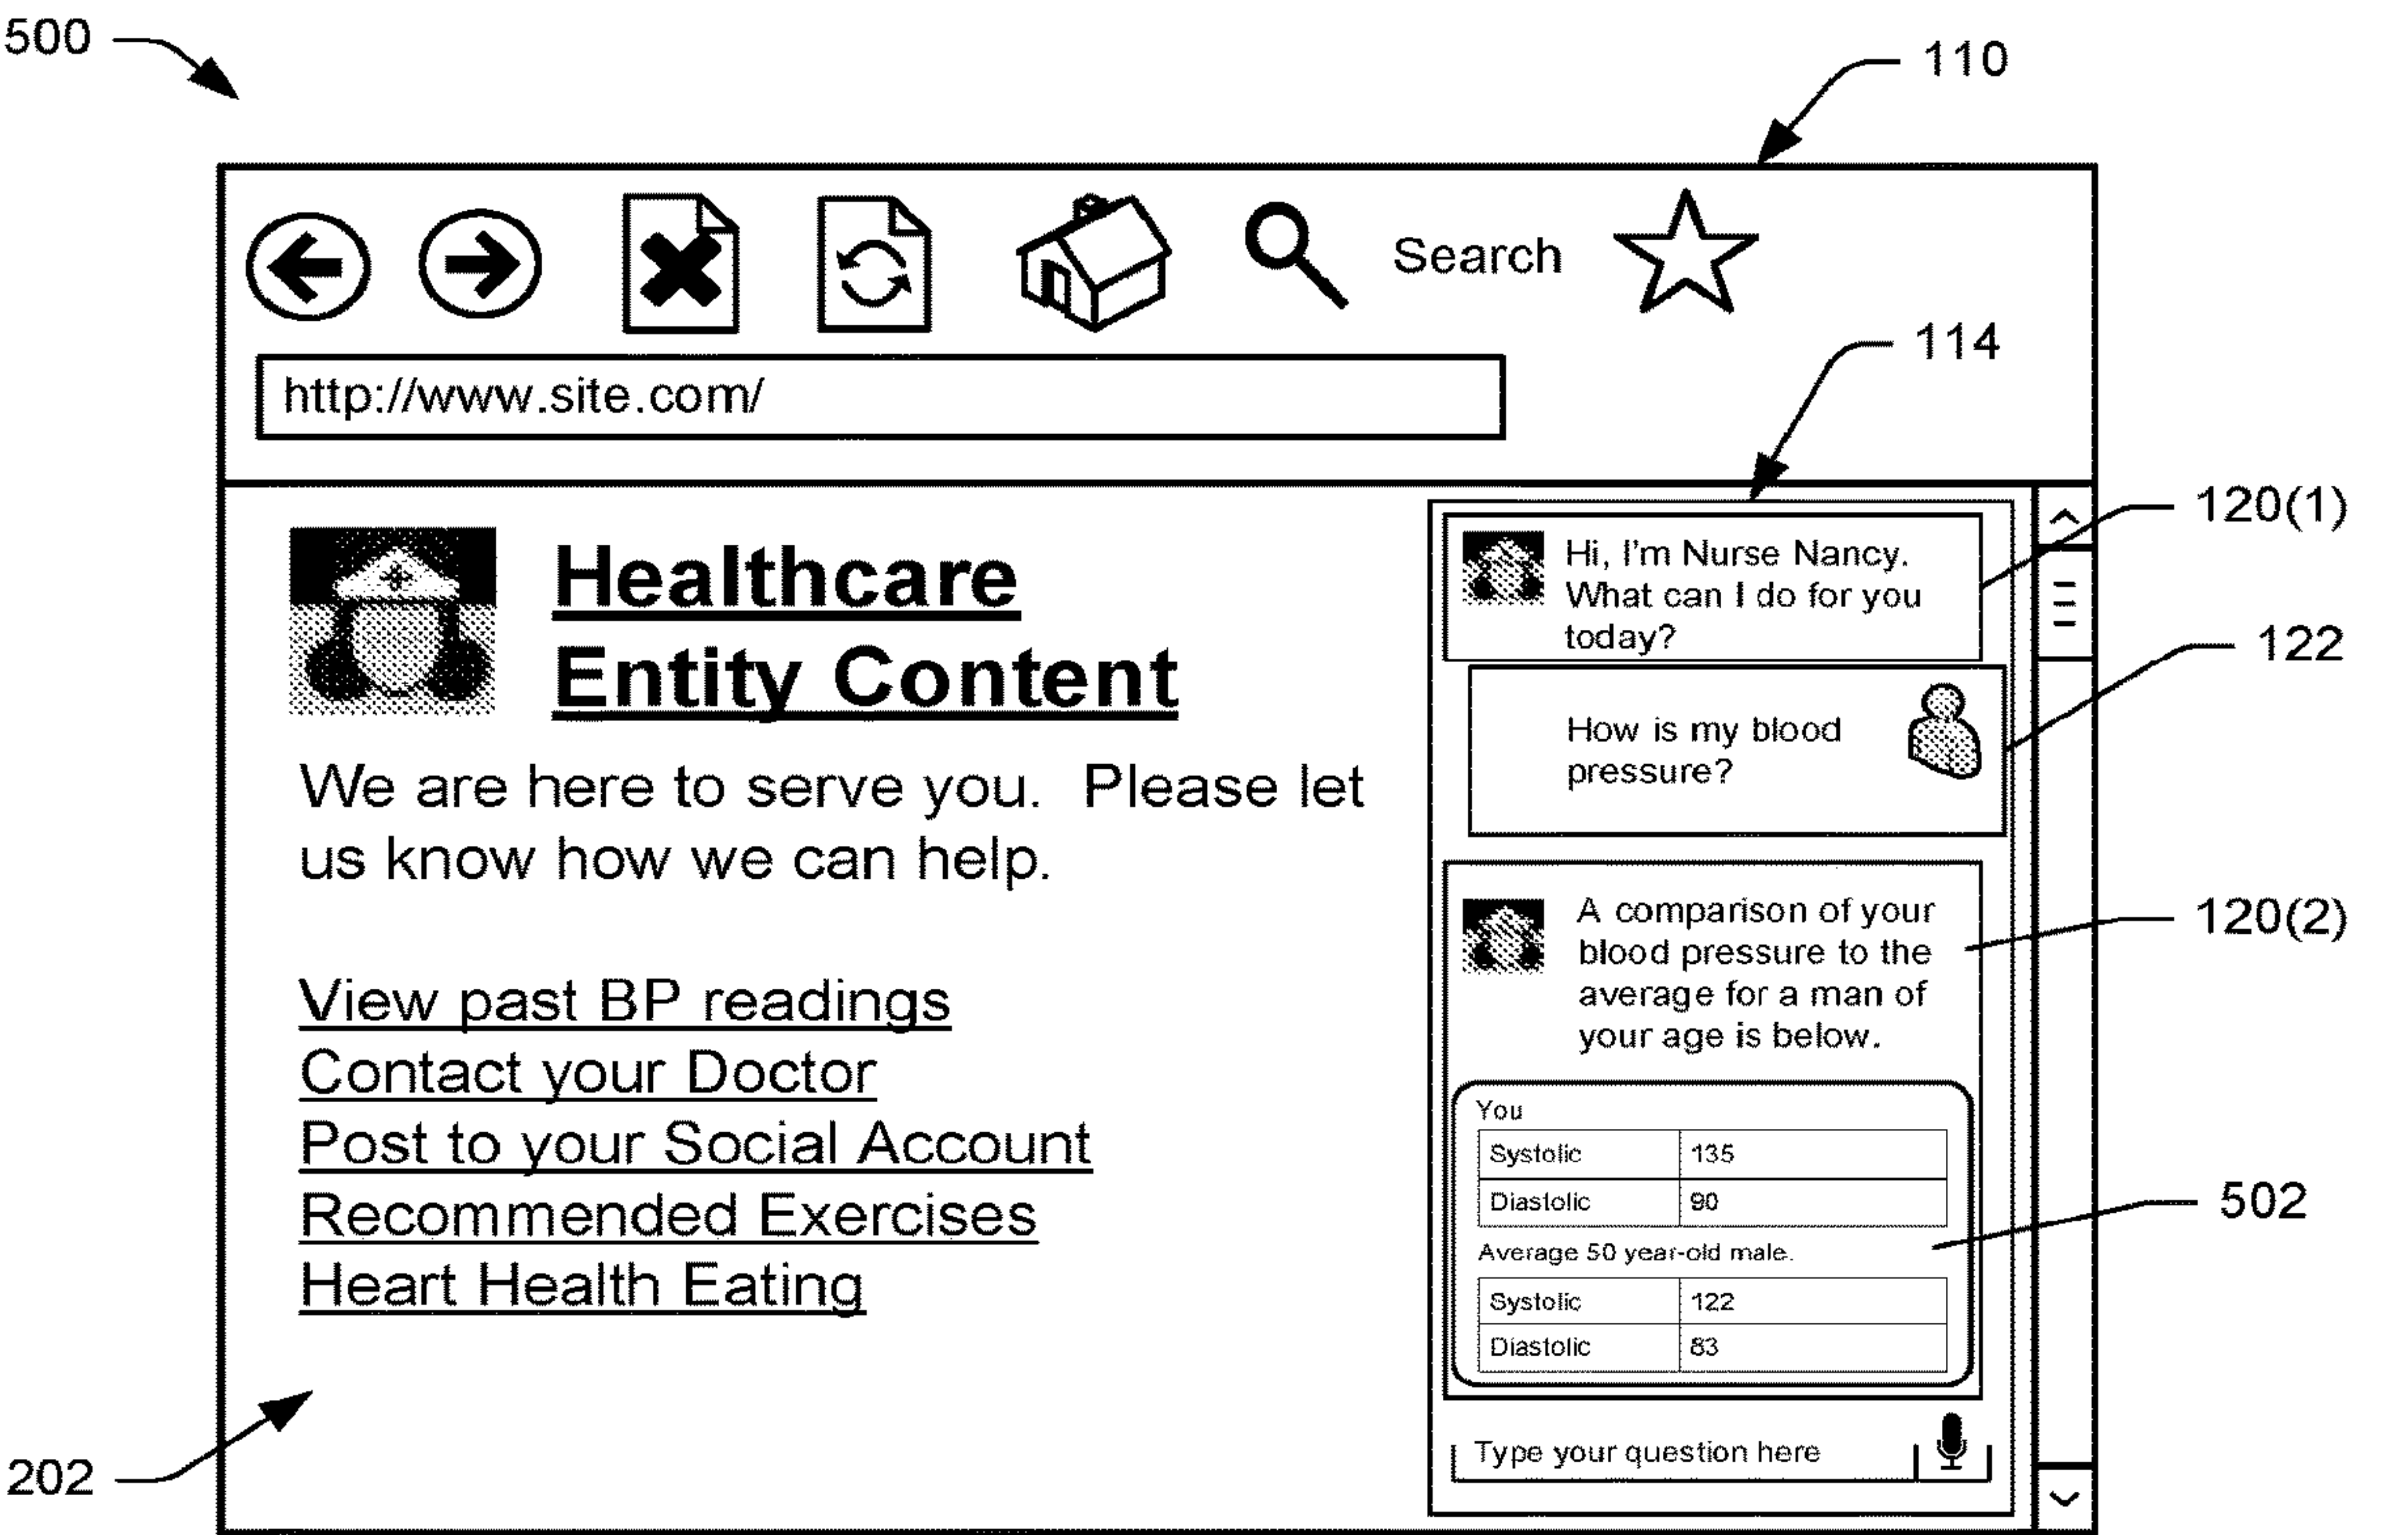 500
110
Search
114
http://www.site.com/
120(1)
Healthcare
Entity Content
We are here to serve you.  Please let
us know how we can help.
View past BP readings
Contact your Doctor
Post to your Social Account
Recommended Exercises
Heart Health Eating
202
Hi, I'm Nurse Nancy.
What can I do for you
today?
122
How is my blood
pressure?
120(2)
A comparison of your
blood pressure to the
average for a man of
your age is below.
You
Systolic 135
Diastolic 90
502
Average 50 year-old male.
Systolic 122
Diastolic 83
Type your question here